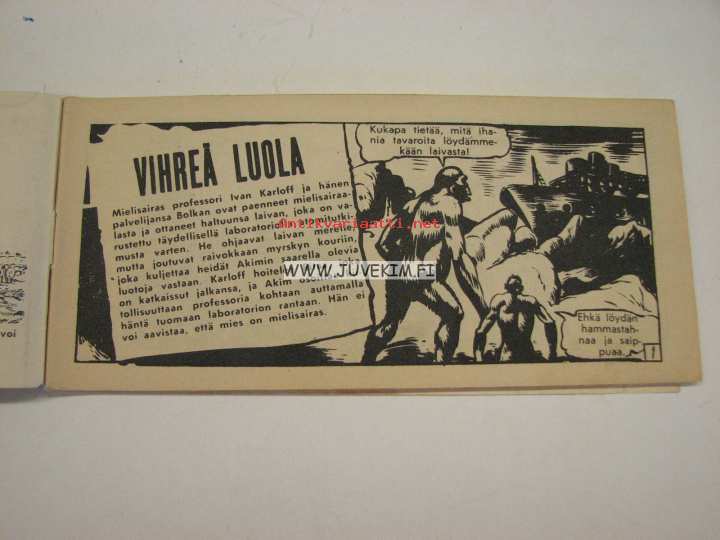 VIHREÄ LUOLA
Mielisairas professori Ivan Karloff ja hänen
palvelijansa Bolkan ovat paenneet mielisairaa-
lasta ja ottaneet haltuunsa laivan, joka on va-
rustettu täydellisellä laboratoriolla
musta varten. He ohjaavat laivan merelle,
mutta joutuvat raivokkaan myrskyn kouriin,
joka kuljettaa heidät Akimin saarella olevia
luotoja vastaan. Karloff
on katkaissut jalkansa, ja Akim
tollisuuttaan professoria kohtaan auttamalla
häntä tuomaan laboratorion rantaan. Hän ei
voi aavistaa, että mies on mielisairas.
Kukapa tietää, mitä iha-
nia tavaroita löydämme-
kään laivasta!
Ehkä löydän
hammastah-
naa ja saip-
puaa.
1
voi
Antikvariaatti.net
WWW.JUVEKIM.FI